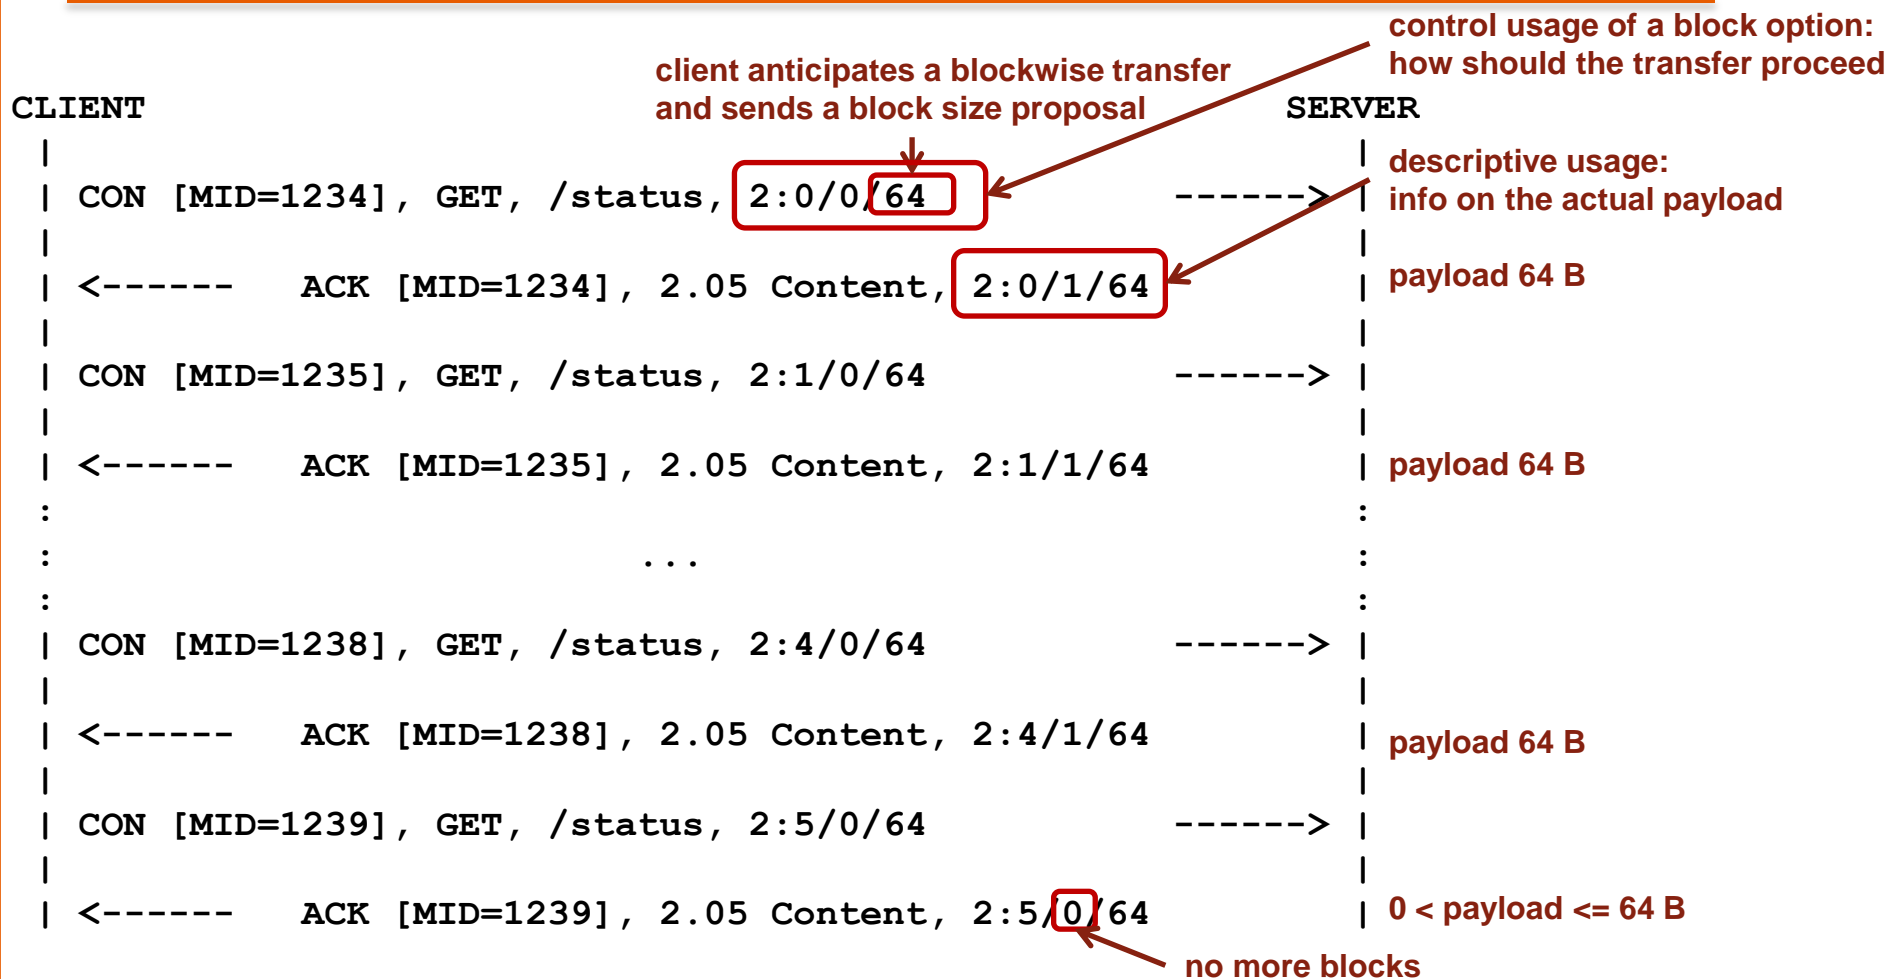 control usage of a block option:
how should the transfer proceed
client anticipates a blockwise transfer
and sends a block size proposal
CLIENT SERVER
| |
descriptive usage:
info on the actual payload
| CON [MID=1234], GET, /status, 2:0/0/64 ------> |
| |
| <------ ACK [MID=1234], 2.05 Content, 2:0/1/64 | payload 64 B
| |
| CON [MID=1235], GET, /status, 2:1/0/64 ------> |
| |
| <------ ACK [MID=1235], 2.05 Content, 2:1/1/64 | payload 64 B
: :
: ... :
: :
| CON [MID=1238], GET, /status, 2:4/0/64 ------> |
| |
| <------ ACK [MID=1238], 2.05 Content, 2:4/1/64 | payload 64 B
| |
| CON [MID=1239], GET, /status, 2:5/0/64 ------> |
| |
| <------ ACK [MID=1239], 2.05 Content, 2:5/0/64 | 0 < payload <= 64 B
no more blocks